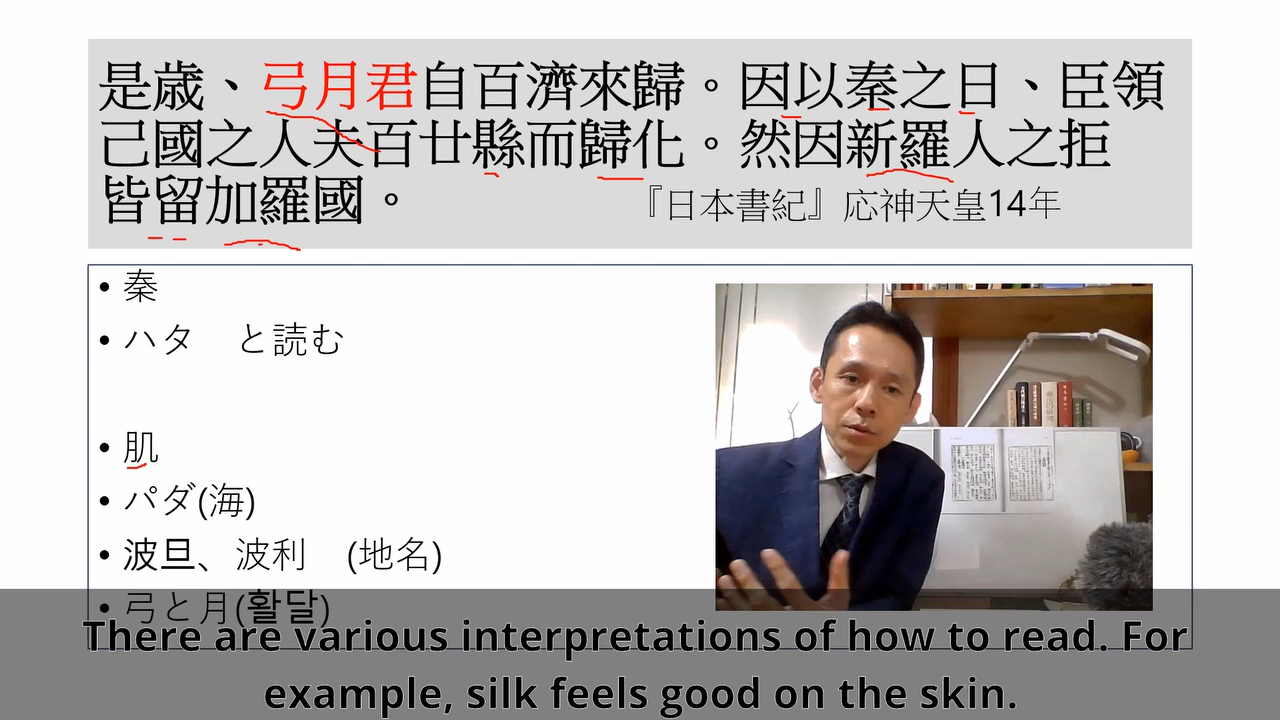 是歳、弓月君自百濟來歸。因以秦之日、臣領
己國之人夫百廿縣而歸化。然因新羅人之拒
皆留加羅國。
『日本書紀』応神天皇14年
• 秦
• ハタ　と読む
• 肌
• パダ(海)
• 波旦、波利　(地名)
• 弓と月(활달)
There are various interpretations of how to read. For
example, silk feels good on the skin.